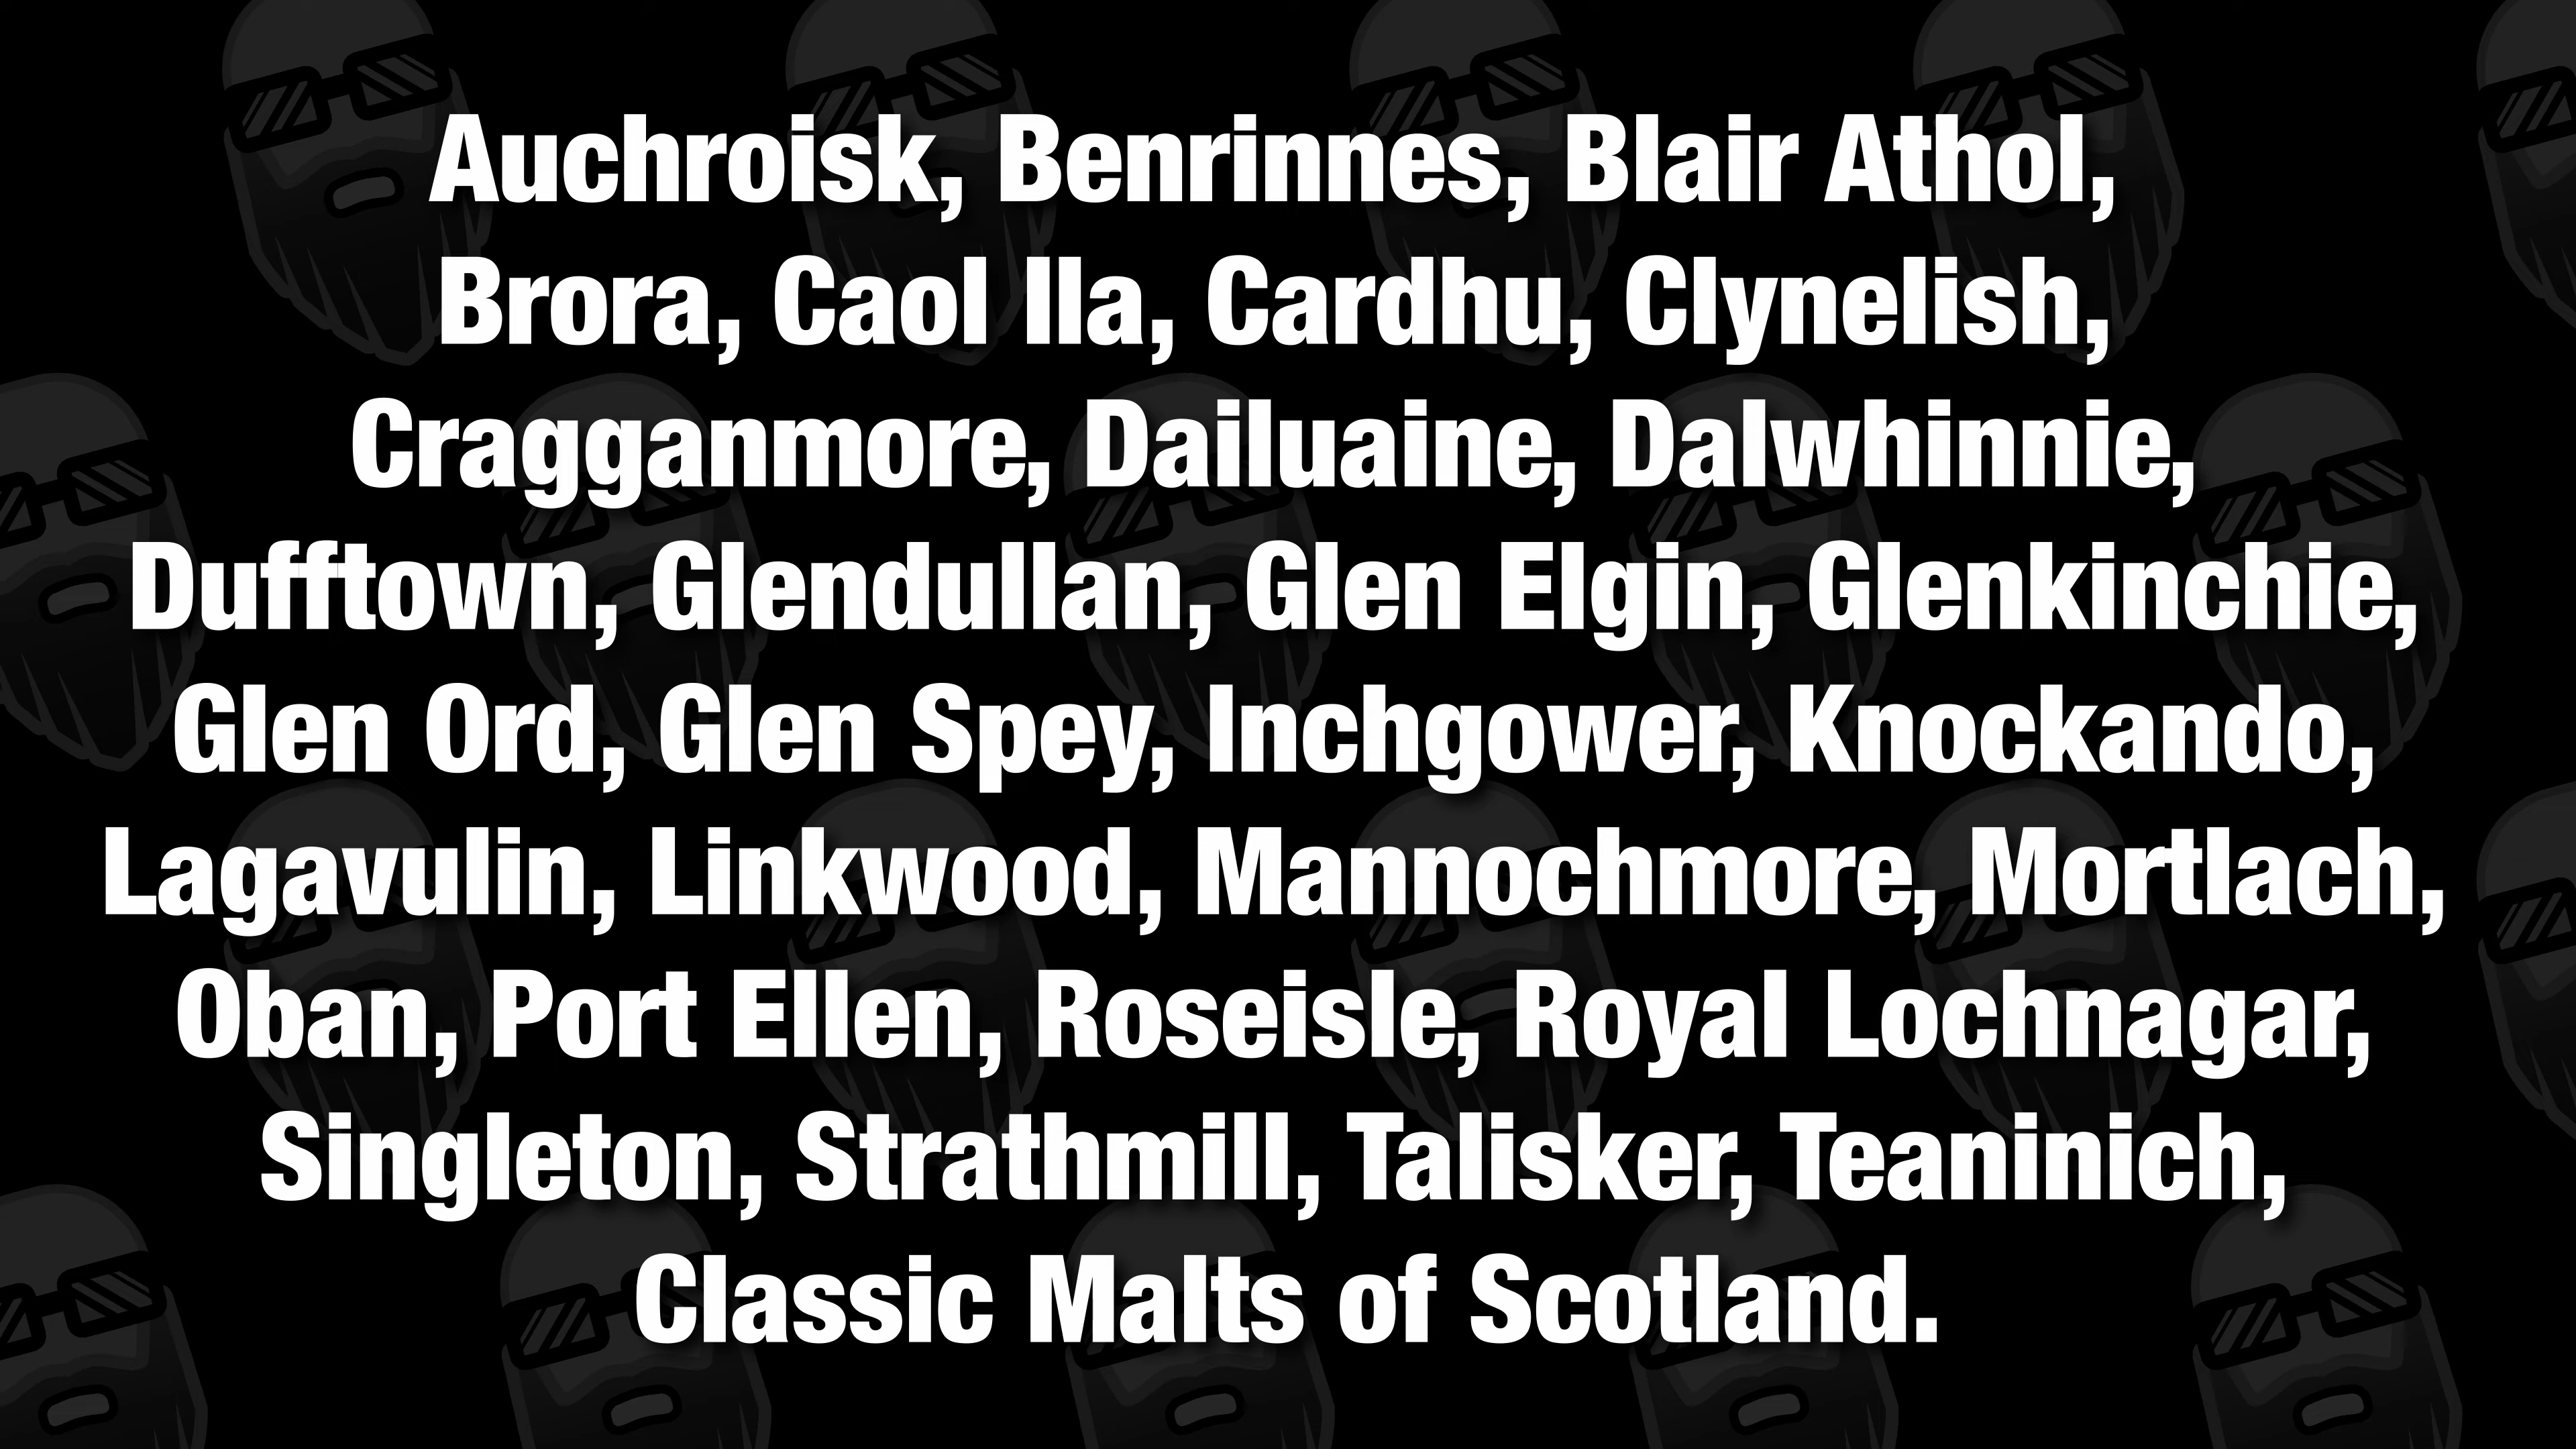 Auchroisk, Benrinnes, Blair Athol,
Brora, Caol Ila, Cardhu, Clynelish,
Cragganmore, Dailuaine, Dalwhinnie,
Dufftown, Glendullan, Glen Elgin, Glenkinchie,
Glen Ord, Glen Spey, Inchgower, Knockando,
Lagavulin, Linkwood, Mannochmore, Mortlach,
Oban, Port Ellen, Roseisle, Royal Lochnagar,
Singleton, Strathmill, Talisker, Teaninich,
Classic Malts of Scotland.